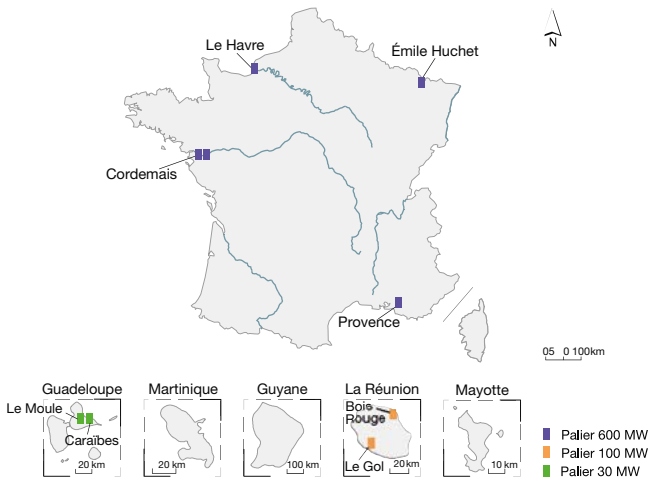 Le Havre
Émile Huchet
N
Cordemais
Provence
05 0 100km
Guadeloupe
Martinique
Guyane
La Réunion
Mayotte
Le Moule
Caraïbes
20 km
20 km
100 km
Bois
Rouge
Le Gol
20km
10 km
Palier 600 MW
Palier 100 MW
Palier 30 MW